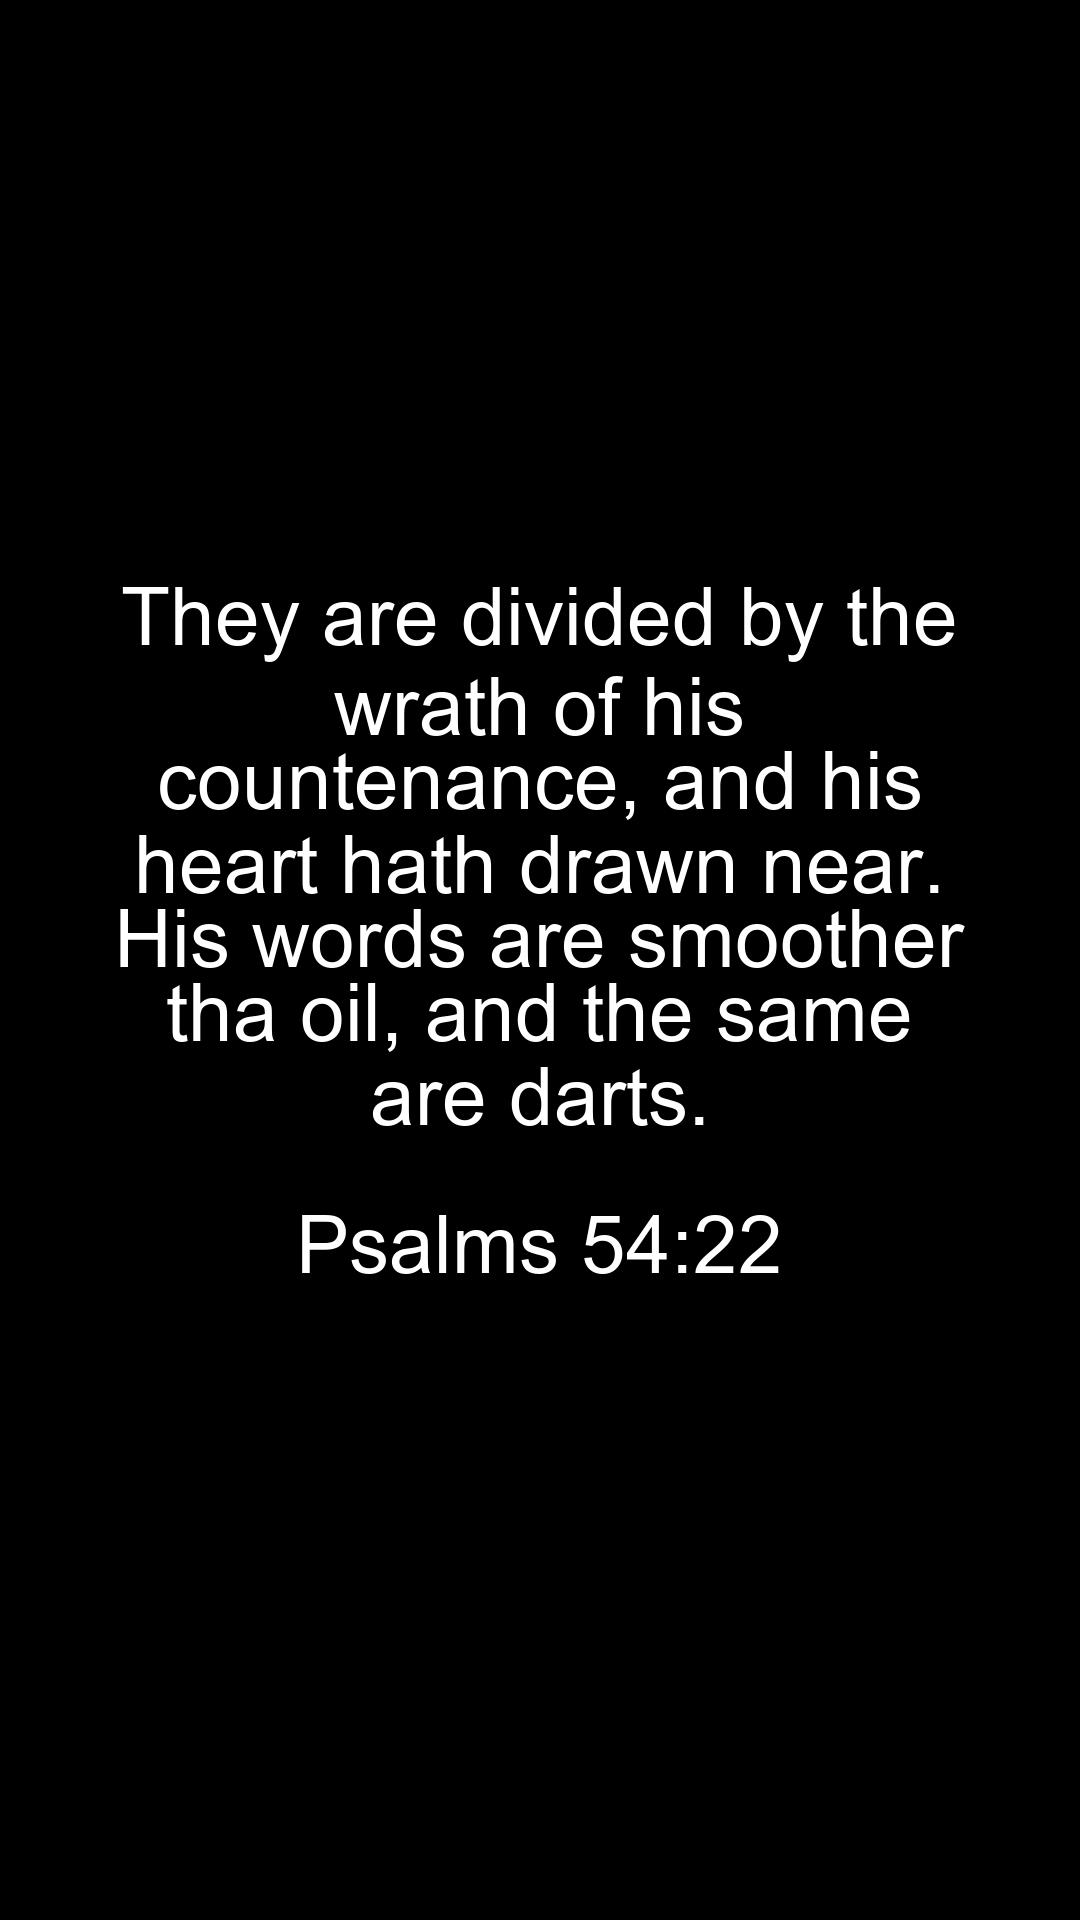 They are divided by the
wrath of his
countenance, and his
heart hath drawn near.
His words are smoother
tha oil, and the same
are darts.
Psalms 54:22